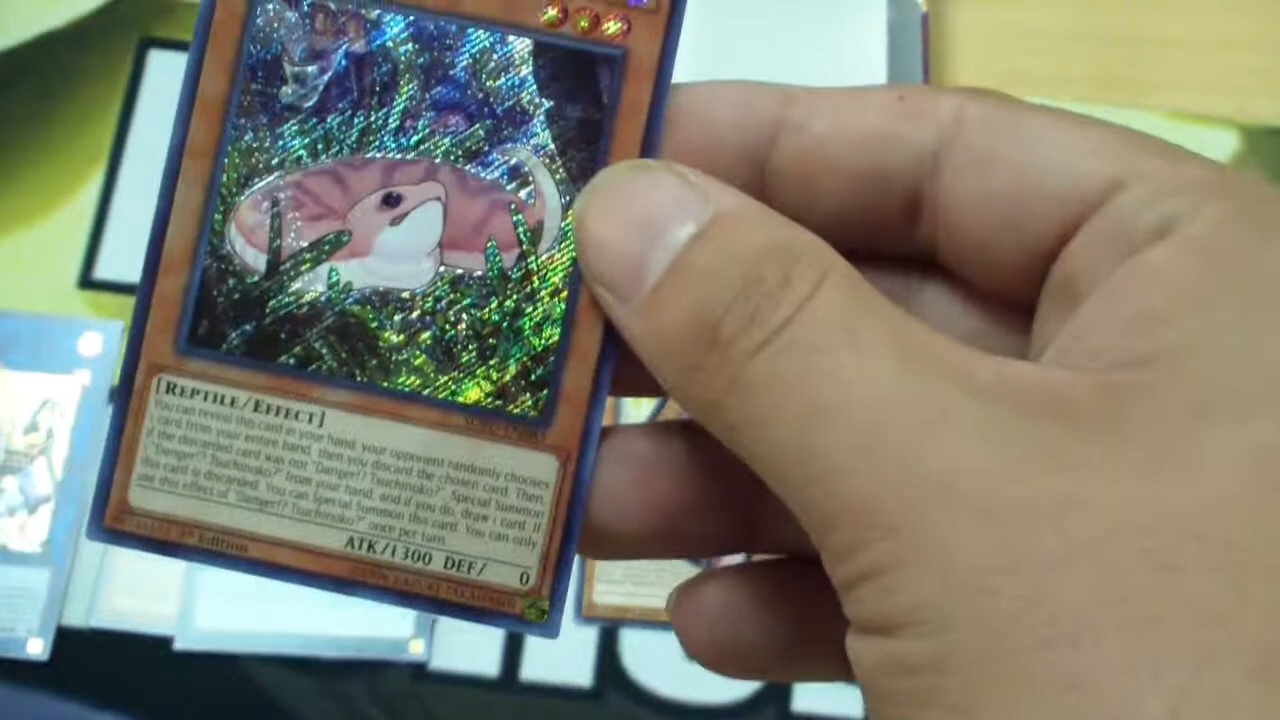 [REPTILE/EFFECT]
You can reveal this card in your hand; your opponent randomly chooses
1 card from your entire hand, then you discard the chosen card. Then,
if the discarded card was not "Danger!? Tsuchinoko?", Special Summon
1 "Danger!? Tsuchinoko?" from your hand, and if you do, draw 1 card. If
this card is discarded: You can Special Summon this card. You can only
use this effect of "Danger!? Tsuchinoko?" once per turn.
ATK/1300 DEF/ 0
1st Edition